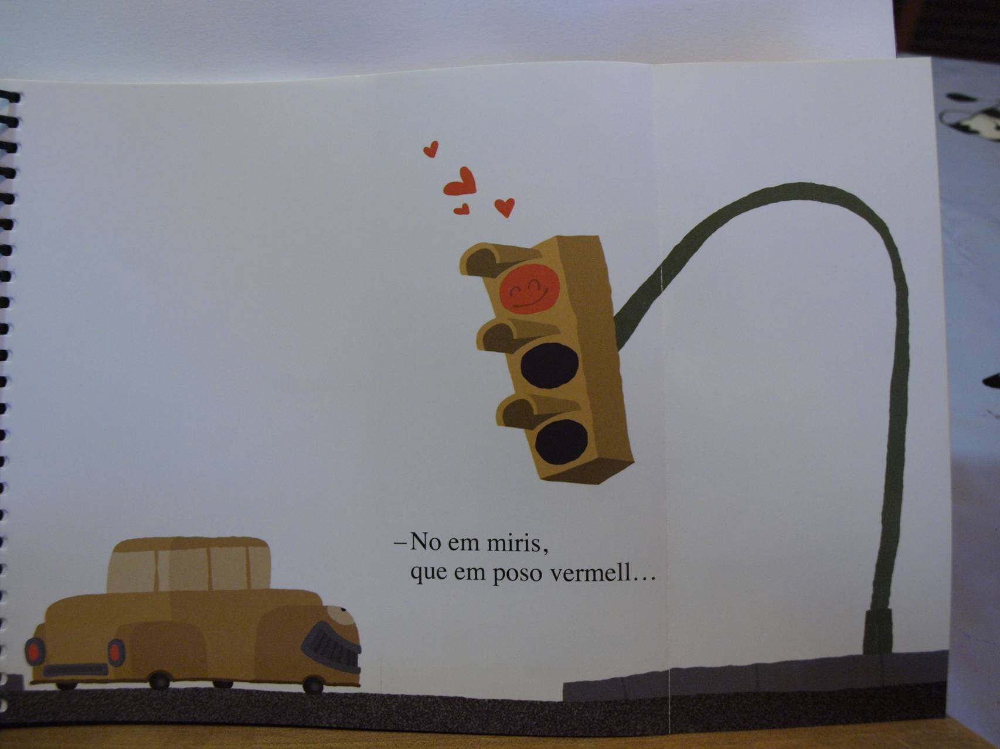 –No em miris,
que em poso vermell…